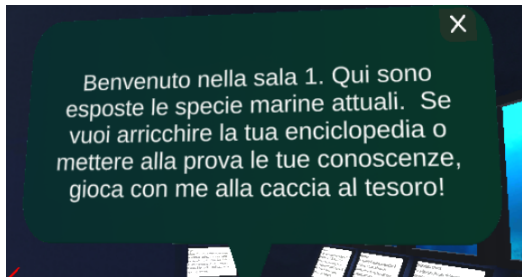 Benvenuto nella sala 1. Qui sono
esposte le specie marine attuali. Se
vuoi arricchire la tua enciclopedia o
mettere alla prova le tue conoscenze,
gioca con me alla caccia al tesoro!